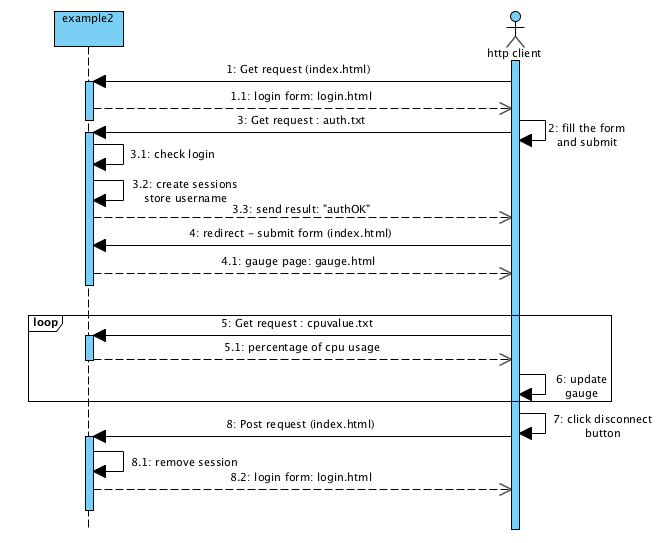 example2
http client
1: Get request (index.html)
1.1: login form: login.html
3: Get request : auth.txt
2: fill the form
and submit
3.1: check login
3.2: create sessions
store username
3.3: send result: "authOK"
4: redirect - submit form (index.html)
4.1: gauge page: gauge.html
loop
5: Get request : cpuvalue.txt
5.1: percentage of cpu usage
6: update
gauge
7: click disconnect
button
8: Post request (index.html)
8.1: remove session
8.2: login form: login.html